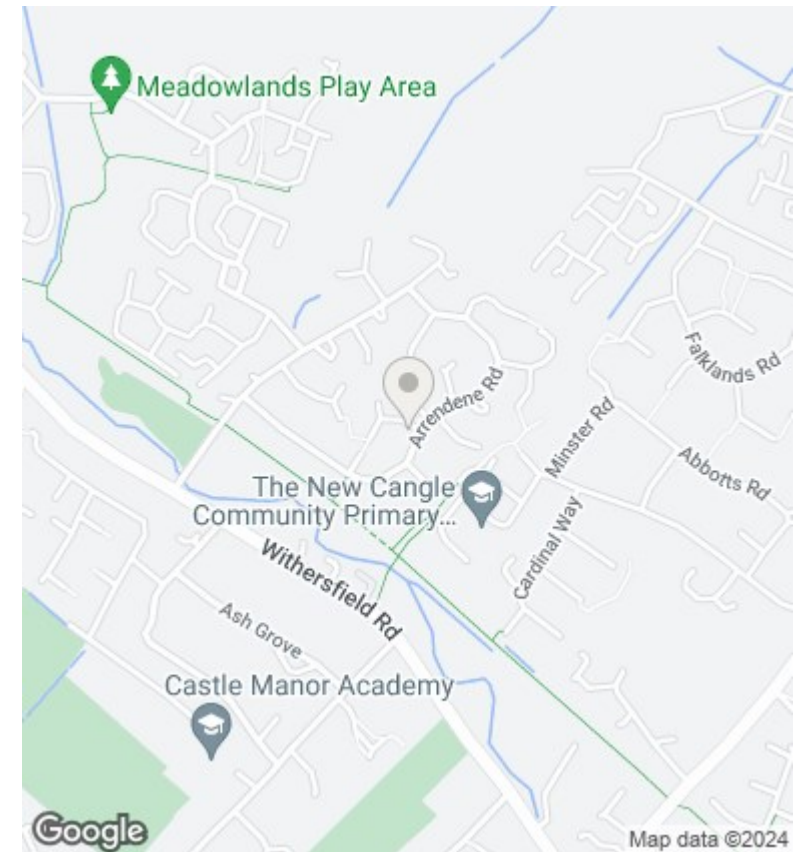 Meadowlands Play Area
Falklands Rd
Arrendene Rd
Minster Rd
Abbotts Rd
The New Cangle
Community Primary...
Cardinal Way
Withersfield Rd
Ash Grove
Castle Manor Academy
Google
Map data ©2024